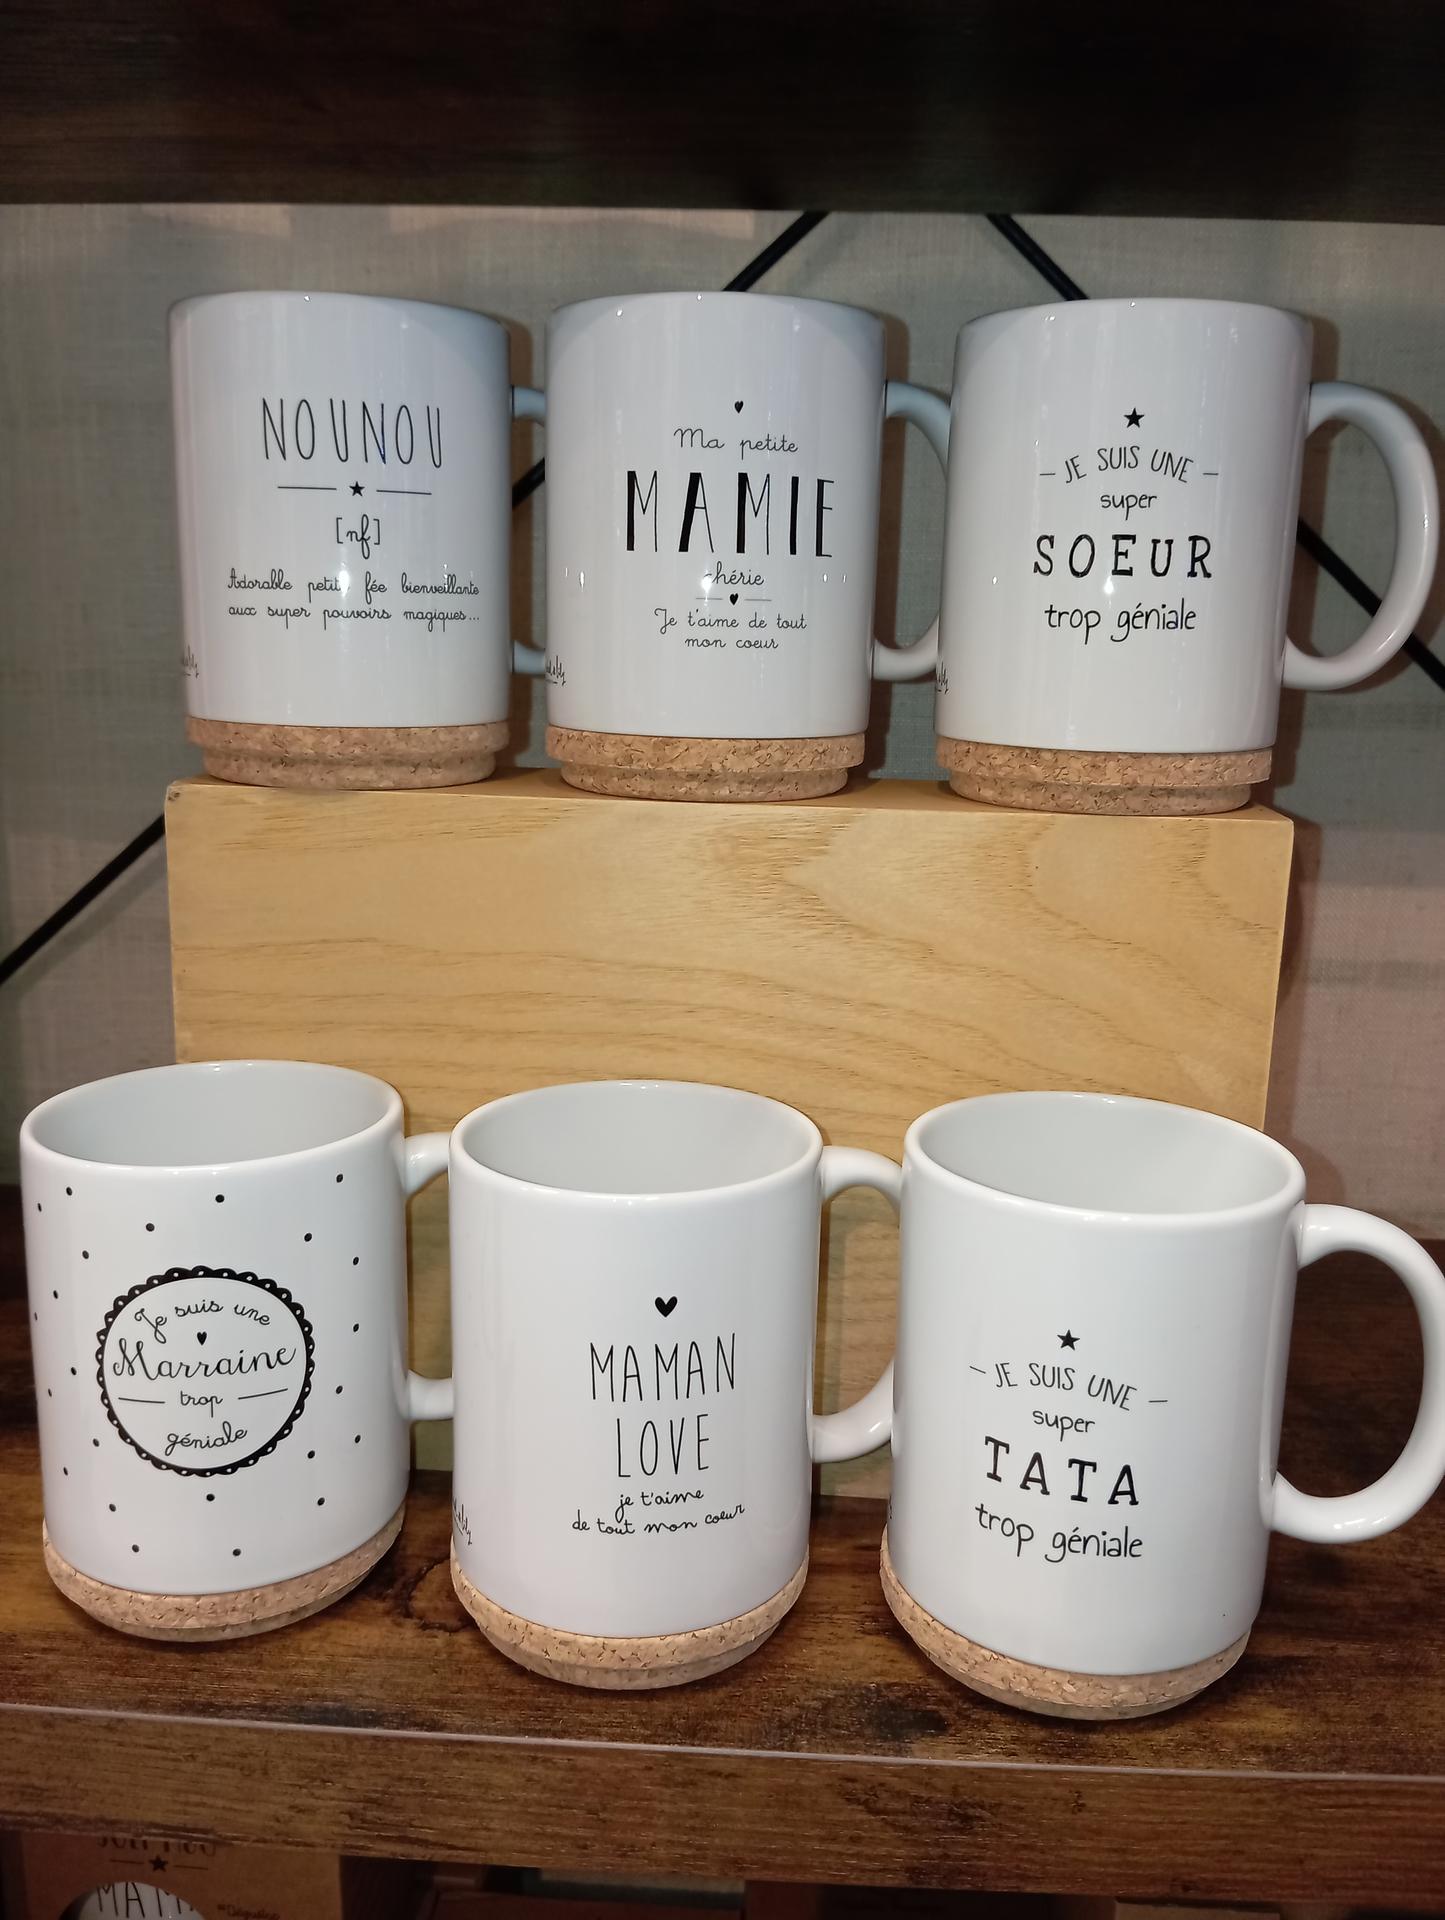 NOUNOU
[nf]
Adorable petite fée bienveillante
aux super pouvoirs magiques...
Ma petite
MAMIE
chérie
Je t'aime de tout
mon coeur
JE SUIS UNE
super
SOEUR
trop géniale
Je suis une
Marraine
trop
géniale
MAMAN
LOVE
je t'aime
de tout mon coeur
JE SUIS UNE
super
TATA
trop géniale